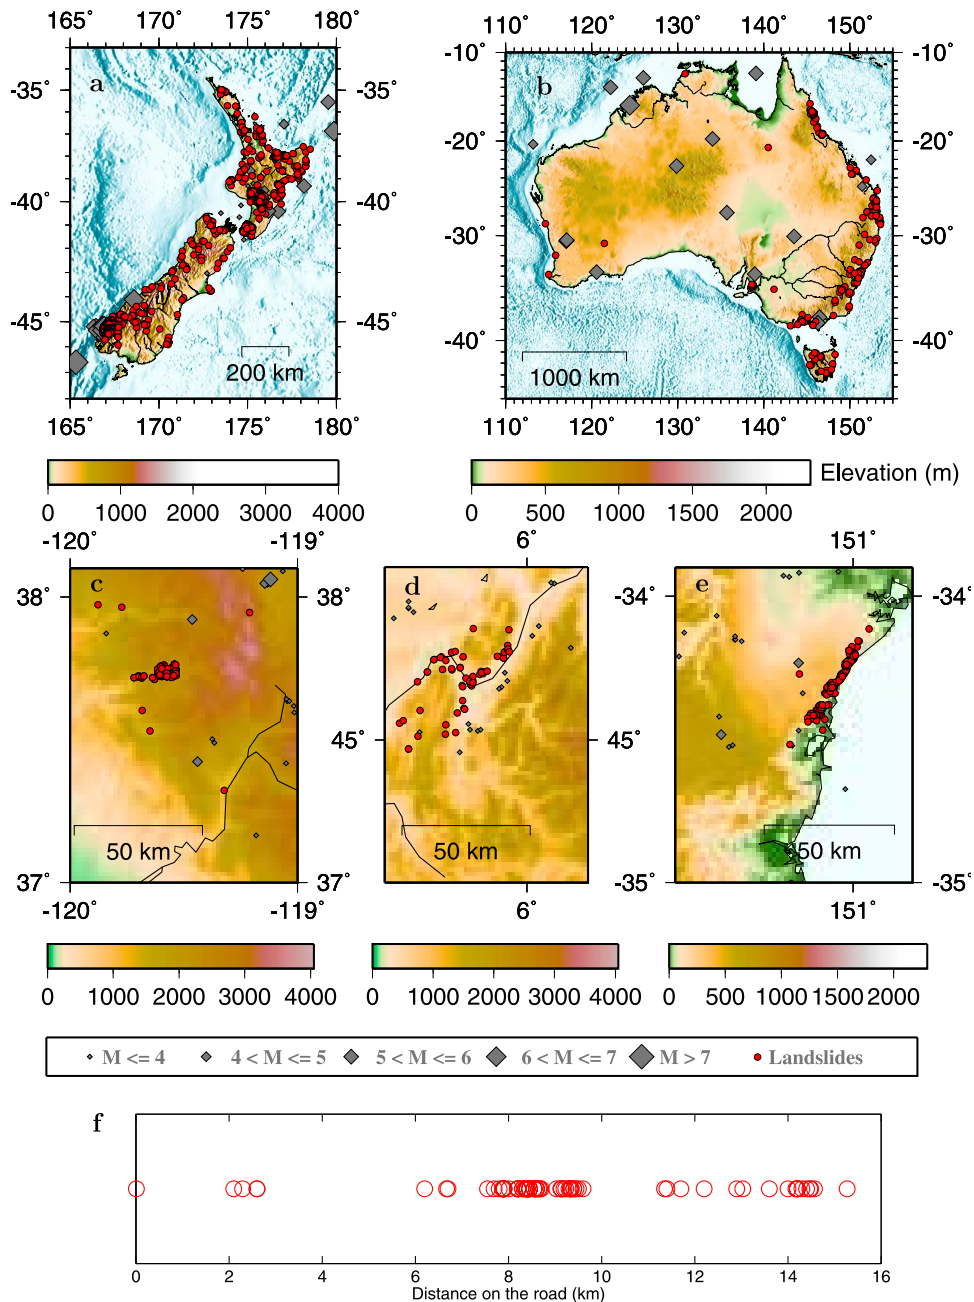 165˚ 170˚ 175˚ 180˚
110˚ 120˚ 130˚ 140˚ 150˚
a
-35˚
-40˚
-45˚
200 km
165˚ 170˚ 175˚ 180˚
-10˚ -10˚
b
-20˚ -20˚
-30˚ -30˚
-40˚ -40˚
1000 km
110˚ 120˚ 130˚ 140˚ 150˚
0 1000 2000 3000 4000
Elevation (m)
0 500 1000 1500 2000
-120˚ -119˚
6˚
151˚
c
38˚ 38˚
50 km
37˚ 37˚
-120˚ -119˚
d
45˚ 45˚
50 km
6˚
e
-34˚ -34˚
50 km
-35˚ -35˚
151˚
0 1000 2000 3000 4000
0 1000 2000 3000 4000
0 500 1000 1500 2000
M <= 4 4 < M <= 5 5 < M <= 6 6 < M <= 7 M > 7 Landslides
f
0 2 4 6 8 10 12 14 16
Distance on the road (km)